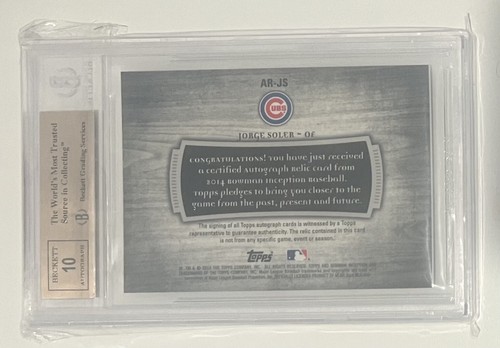 AR-JS
CUBS
JORGE SOLER – OF
CONGRATULATIONS! You have just received
a certified autograph relic card from
2014 Bowman Inception Baseball.
Topps pledges to bring you closer to the
game from the past, present and future.
The signing of all Topps autograph cards is witnessed by a Topps
representative to guarantee authenticity. The relic contained in this card
is not from any specific game, event or season.
Topps
The World's Most Trusted
Source in Collecting™
Beckett Grading Services
BECKETT
10
AUTOGRAPH